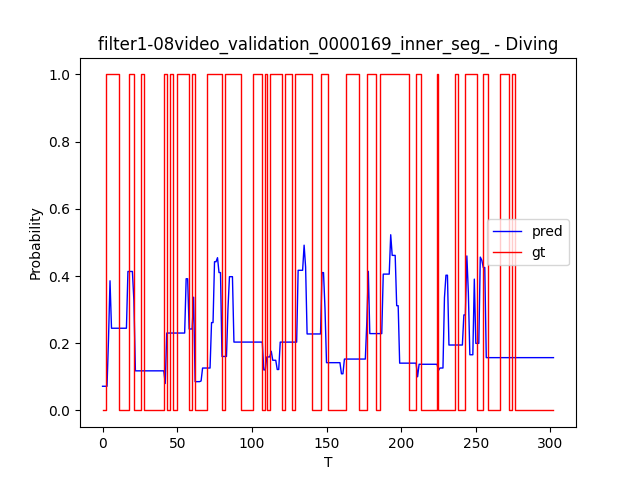 filter1-08video_validation_0000169_inner_seg_ - Diving
1.0
0.8
0.6
0.4
0.2
0.0
Probability
pred
gt
0 50 100 150 200 250 300
T